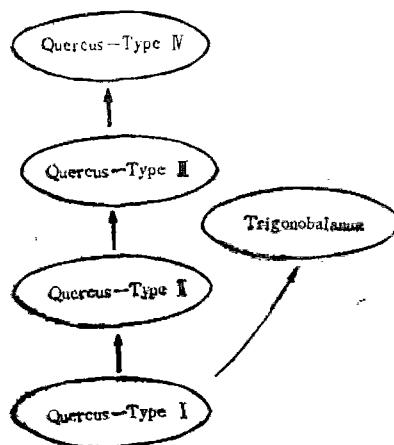 Quercus—Type Ⅳ
Quercus—Type Ⅲ
Trigonobalanus
Quercus—Type Ⅱ
Quercus—Type Ⅰ